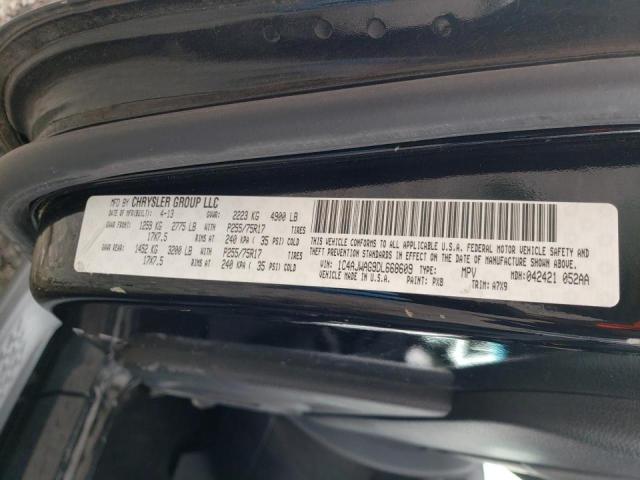 MFD BY CHRYSLER GROUP LLC
DATE OF MFR(BUILT): 4-13 GVWR: 2223 KG 4900 LB
GAWR FRONT: 1259 KG 2775 LB WITH P255/75R17 TIRES
17X7.5 RIMS AT 240 KPA ( 35 PSI) COLD
GAWR REAR: 1452 KG 3200 LB WITH P255/75R17 TIRES
17X7.5 RIMS AT 240 KPA ( 35 PSI) COLD
THIS VEHICLE CONFORMS TO ALL APPLICABLE U.S.A. FEDERAL MOTOR VEHICLE SAFETY AND
THEFT PREVENTION STANDARDS IN EFFECT ON THE DATE OF MANUFACTURE SHOWN ABOVE.
VIN: 1C4AJWAG9DL668609 TYPE: MPV MDH: 042421 052AA
VEHICLE MADE IN U.S.A. PAINT: PX8 TRIM: A7X9